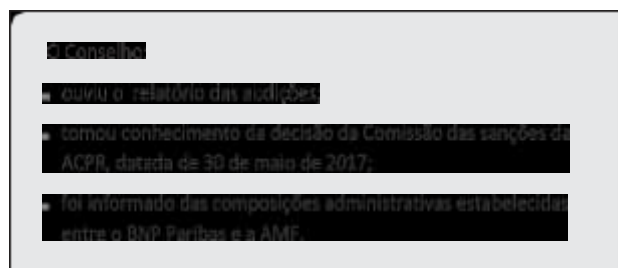 O Conselho:
ouviu o relatório das audições;
tomou conhecimento da decisão da Comissão das sanções da
ACPR, datada de 30 de maio de 2017;
foi informado das composições administrativas estabelecidas
entre o BNP Paribas e a AMF.